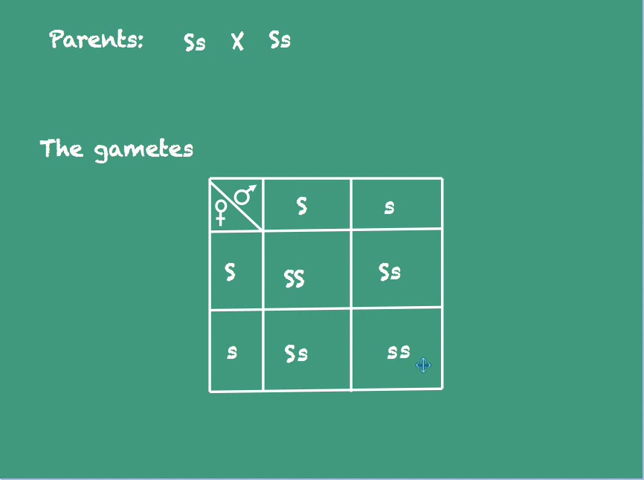 Parents: Ss X Ss
The gametes
♀ ♂ S s
S SS Ss
s Ss ss